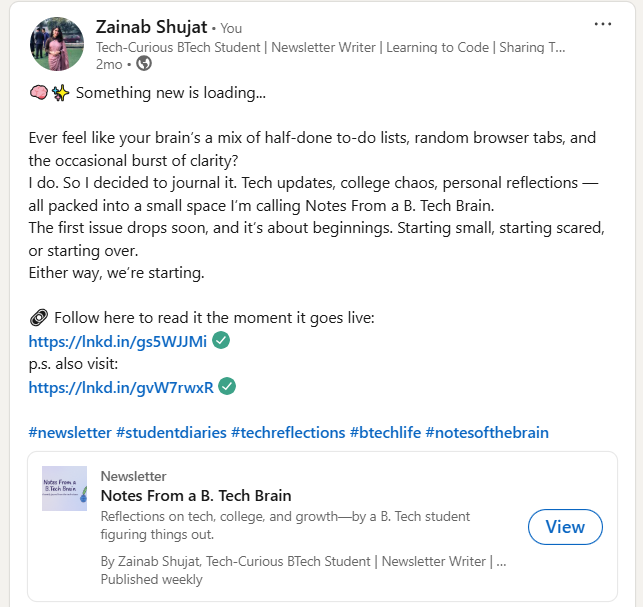 Zainab Shujat • You
Tech-Curious BTech Student | Newsletter Writer | Learning to Code | Sharing T...
2mo •
🧠✨ Something new is loading...
Ever feel like your brain's a mix of half-done to-do lists, random browser tabs, and
the occasional burst of clarity?
I do. So I decided to journal it. Tech updates, college chaos, personal reflections —
all packed into a small space I'm calling Notes From a B. Tech Brain.
The first issue drops soon, and it's about beginnings. Starting small, starting scared,
or starting over.
Either way, we're starting.
🔗 Follow here to read it the moment it goes live:
https://lnkd.in/gs5WJJMi
p.s. also visit:
https://lnkd.in/gvW7rwxR
#newsletter #studentdiaries #techreflections #btechlife #notesofthebrain
Notes From a
B.Tech Brain
Newsletter
Notes From a B. Tech Brain
Reflections on tech, college, and growth—by a B. Tech student
figuring things out.
By Zainab Shujat, Tech-Curious BTech Student | Newsletter Writer | ...
Published weekly
View